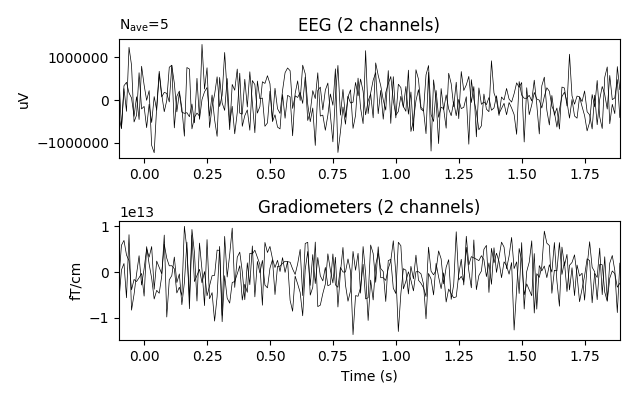 N_ave=5
EEG (2 channels)
1000000
0
−1000000
uV
0.00 0.25 0.50 0.75 1.00 1.25 1.50 1.75
1e13
Gradiometers (2 channels)
1
0
−1
fT/cm
0.00 0.25 0.50 0.75 1.00 1.25 1.50 1.75
Time (s)